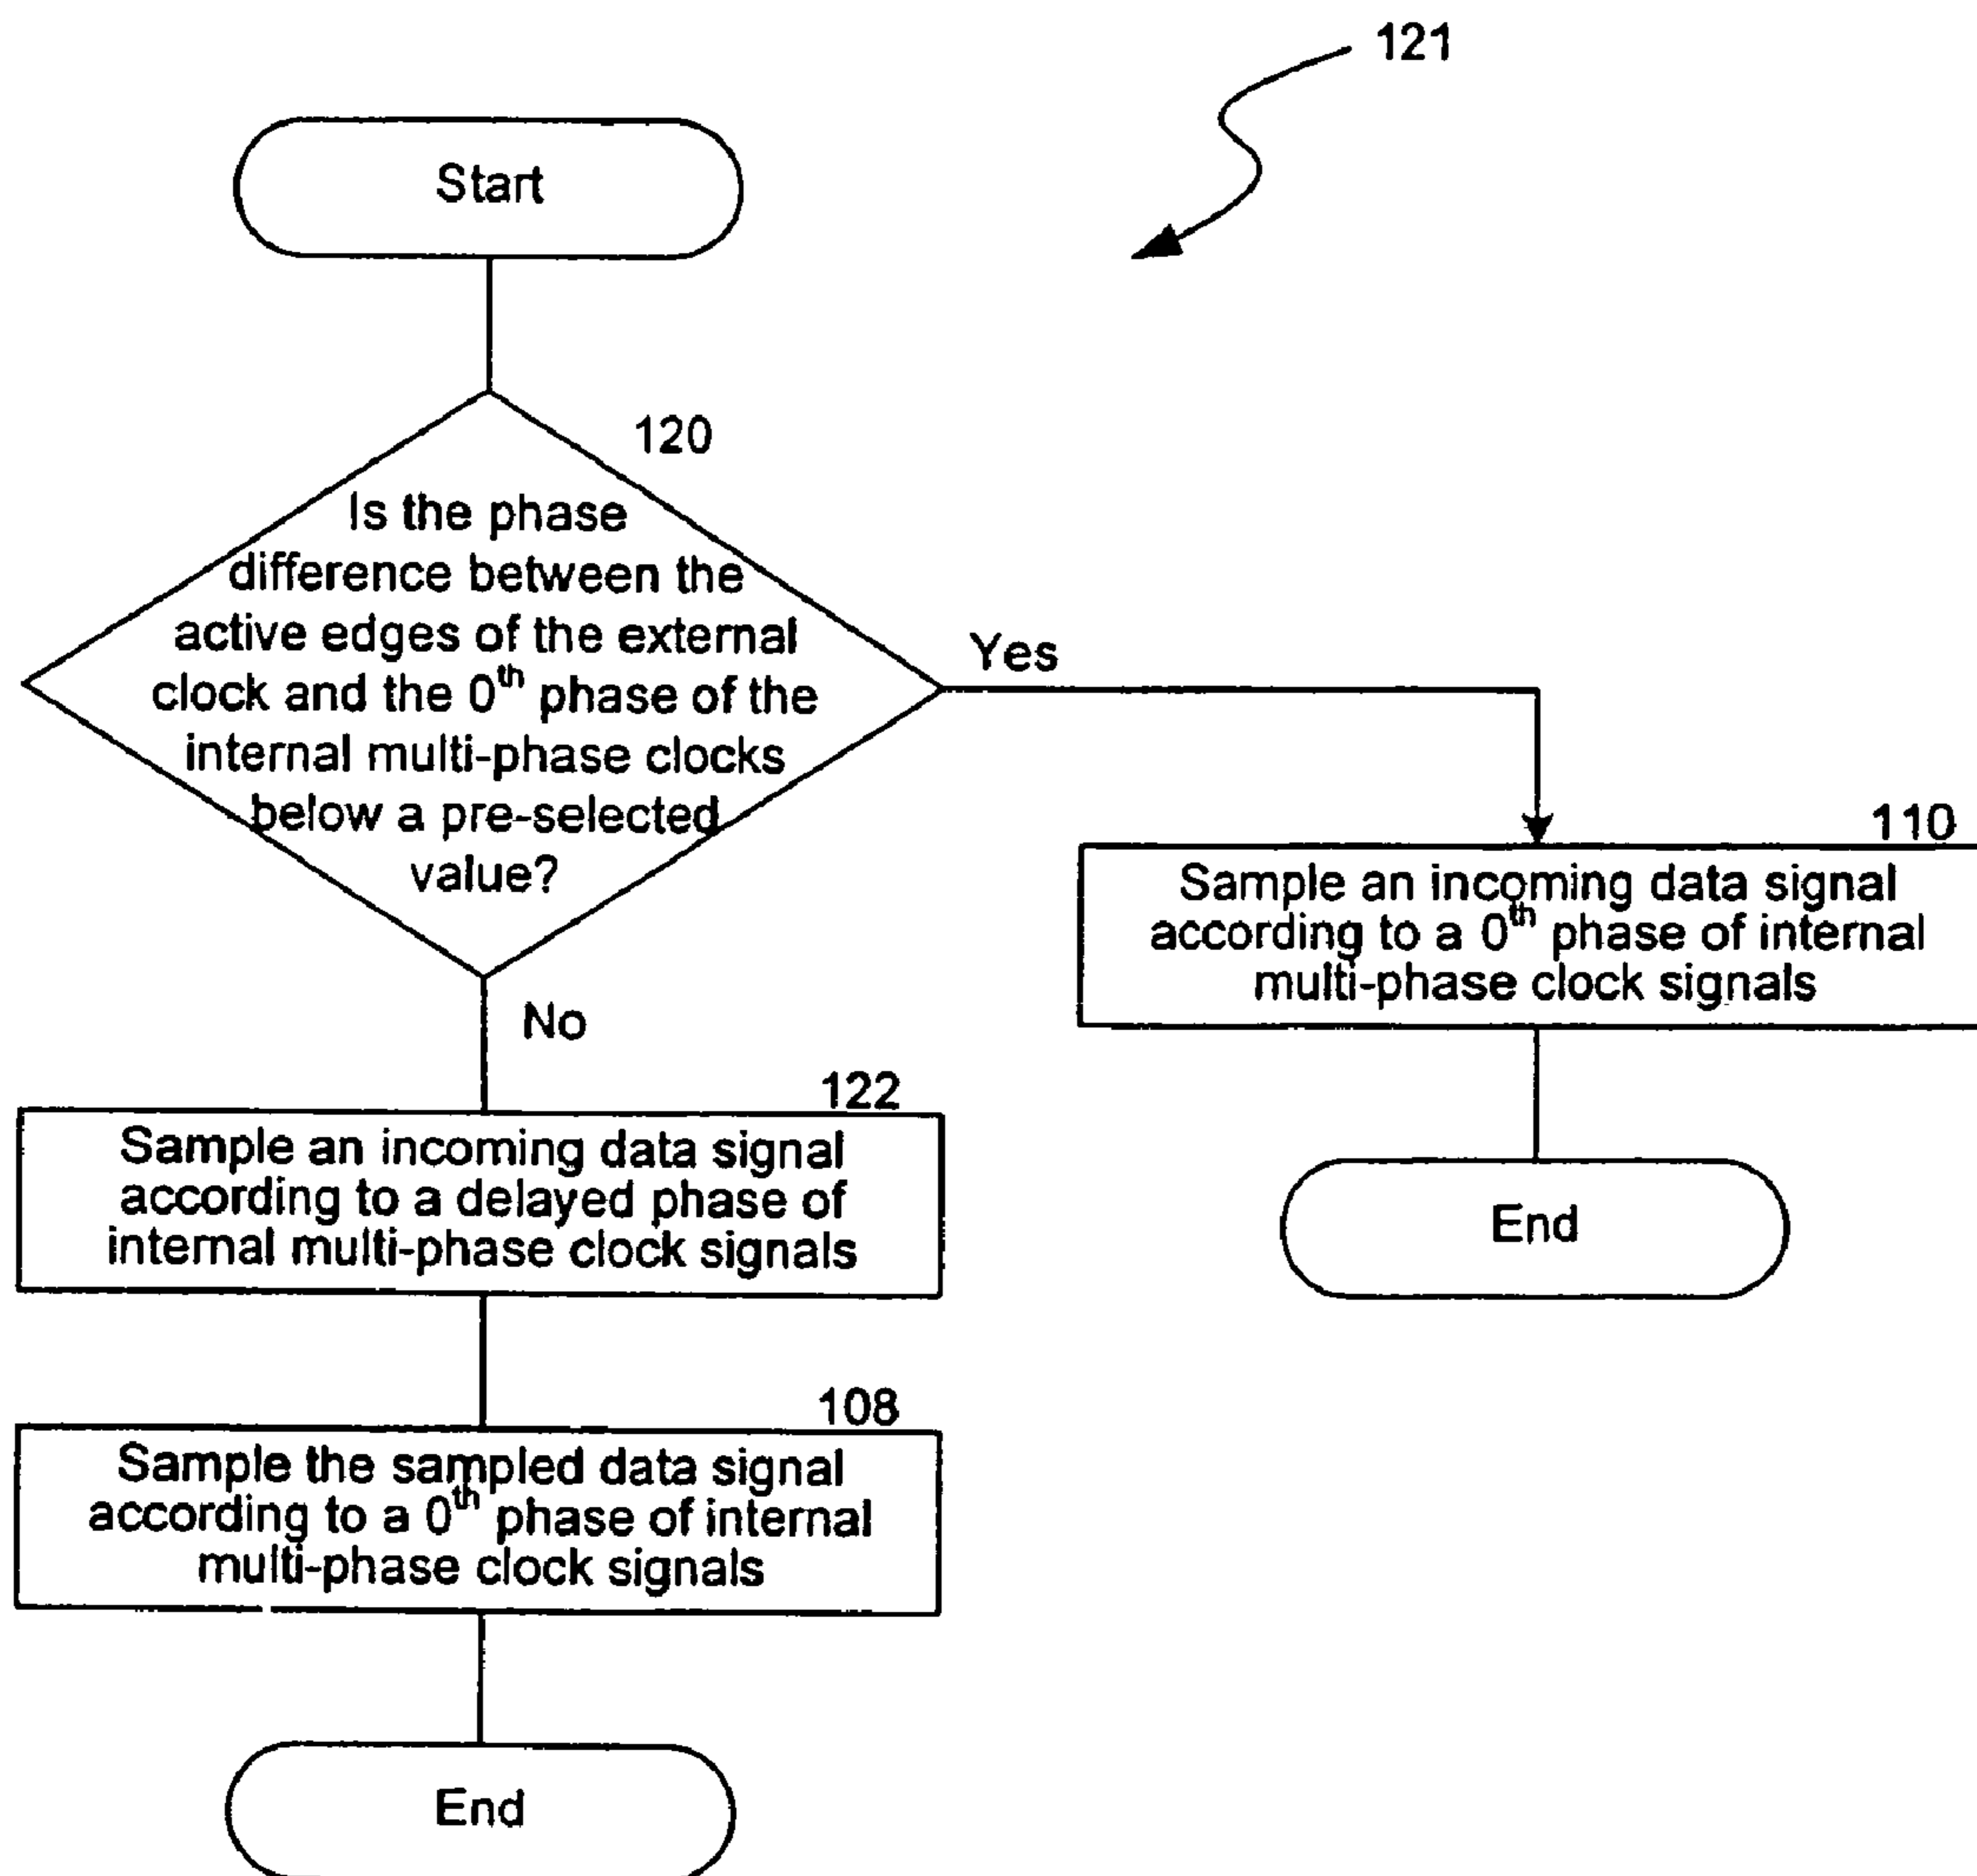 121
Start
120
Is the phase
difference between the
active edges of the external
clock and the 0th phase of the
internal multi-phase clocks
below a pre-selected
value?
Yes
110
Sample an incoming data signal
according to a 0th phase of internal
multi-phase clock signals
End
No
122
Sample an incoming data signal
according to a delayed phase of
internal multi-phase clock signals
108
Sample the sampled data signal
according to a 0th phase of internal
multi-phase clock signals
End